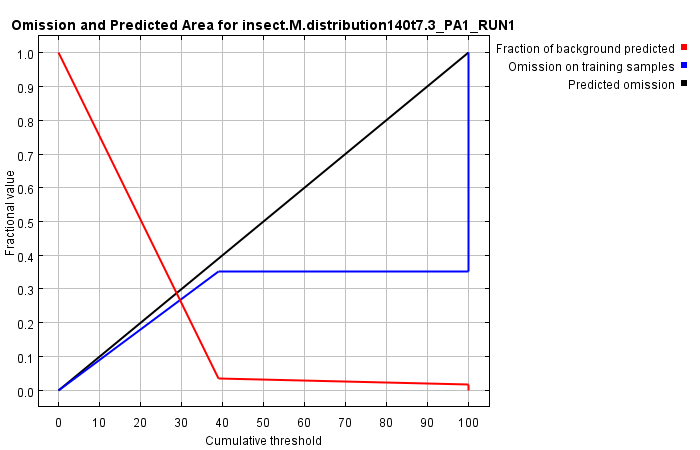 Omission and Predicted Area for insect.M.distribution140t7.3_PA1_RUN1
Fraction of background predicted
Omission on training samples
Predicted omission
Fractional value
1.0
0.9
0.8
0.7
0.6
0.5
0.4
0.3
0.2
0.1
0.0
0 10 20 30 40 50 60 70 80 90 100
Cumulative threshold